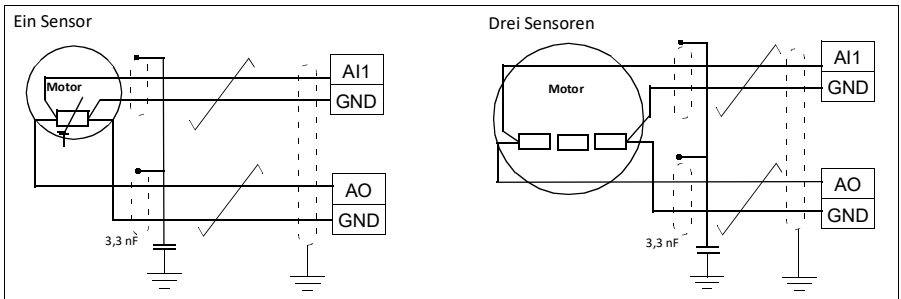 Ein Sensor
Motor
AI1
GND
AO
GND
3,3 nF
Drei Sensoren
Motor
AI1
GND
AO
GND
3,3 nF